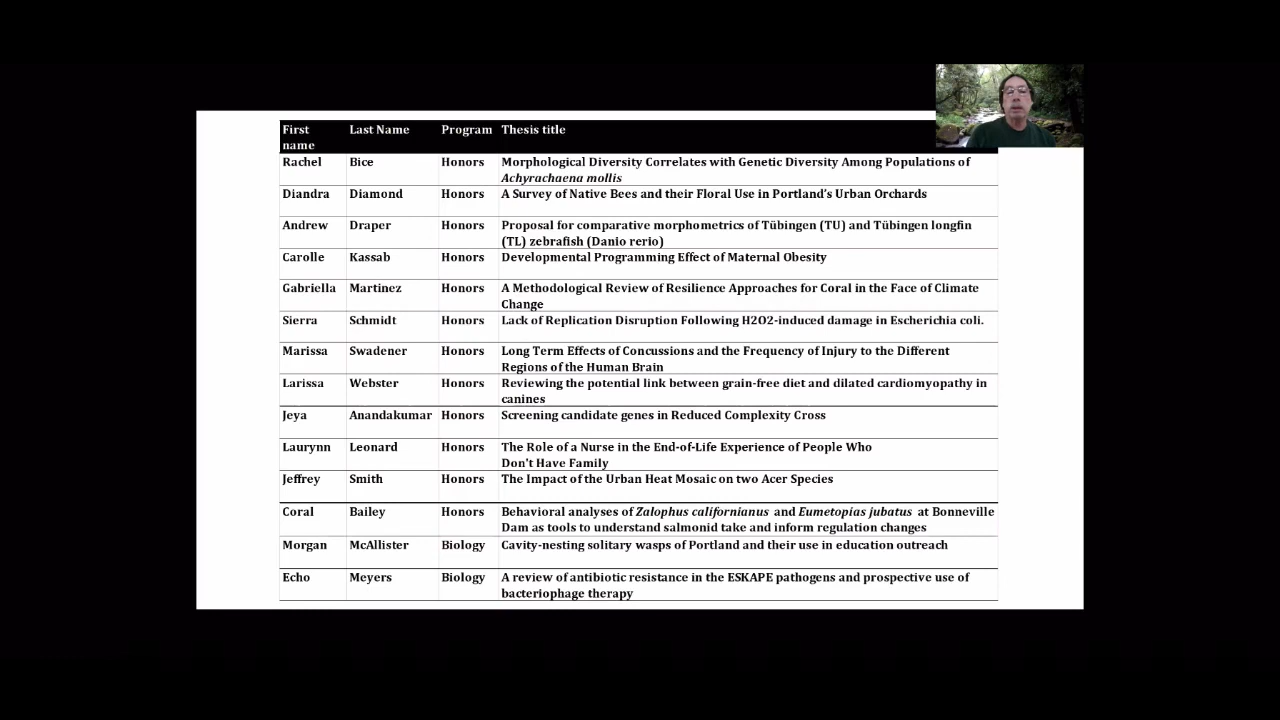 First Last Name Program Thesis title
name
Rachel Bice Honors Morphological Diversity Correlates with Genetic Diversity Among Populations of
Achyrachaena mollis
Diandra Diamond Honors A Survey of Native Bees and their Floral Use in Portland's Urban Orchards
Andrew Draper Honors Proposal for comparative morphometrics of Tübingen (TU) and Tübingen longfin
(TL) zebrafish (Danio rerio)
Carolle Kassab Honors Developmental Programming Effect of Maternal Obesity
Gabriella Martinez Honors A Methodological Review of Resilience Approaches for Coral in the Face of Climate
Change
Sierra Schmidt Honors Lack of Replication Disruption Following H2O2-induced damage in Escherichia coli.
Marissa Swadener Honors Long Term Effects of Concussions and the Frequency of Injury to the Different
Regions of the Human Brain
Larissa Webster Honors Reviewing the potential link between grain-free diet and dilated cardiomyopathy in
canines
Jeya Anandakumar Honors Screening candidate genes in Reduced Complexity Cross
Laurynn Leonard Honors The Role of a Nurse in the End-of-Life Experience of People Who
Don't Have Family
Jeffrey Smith Honors The Impact of the Urban Heat Mosaic on two Acer Species
Coral Bailey Honors Behavioral analyses of Zalophus californianus and Eumetopias jubatus at Bonneville
Dam as tools to understand salmonid take and inform regulation changes
Morgan McAllister Biology Cavity-nesting solitary wasps of Portland and their use in education outreach
Echo Meyers Biology A review of antibiotic resistance in the ESKAPE pathogens and prospective use of
bacteriophage therapy